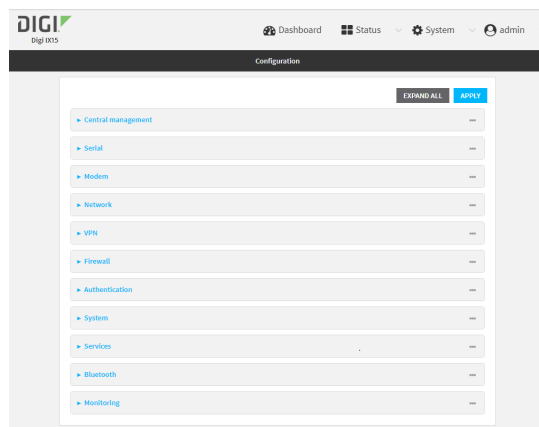 DIGI
Digi IX15
Dashboard Status System admin
Configuration
EXPAND ALL APPLY
Central management
Serial
Modem
Network
VPN
Firewall
Authentication
System
Services
Bluetooth
Monitoring